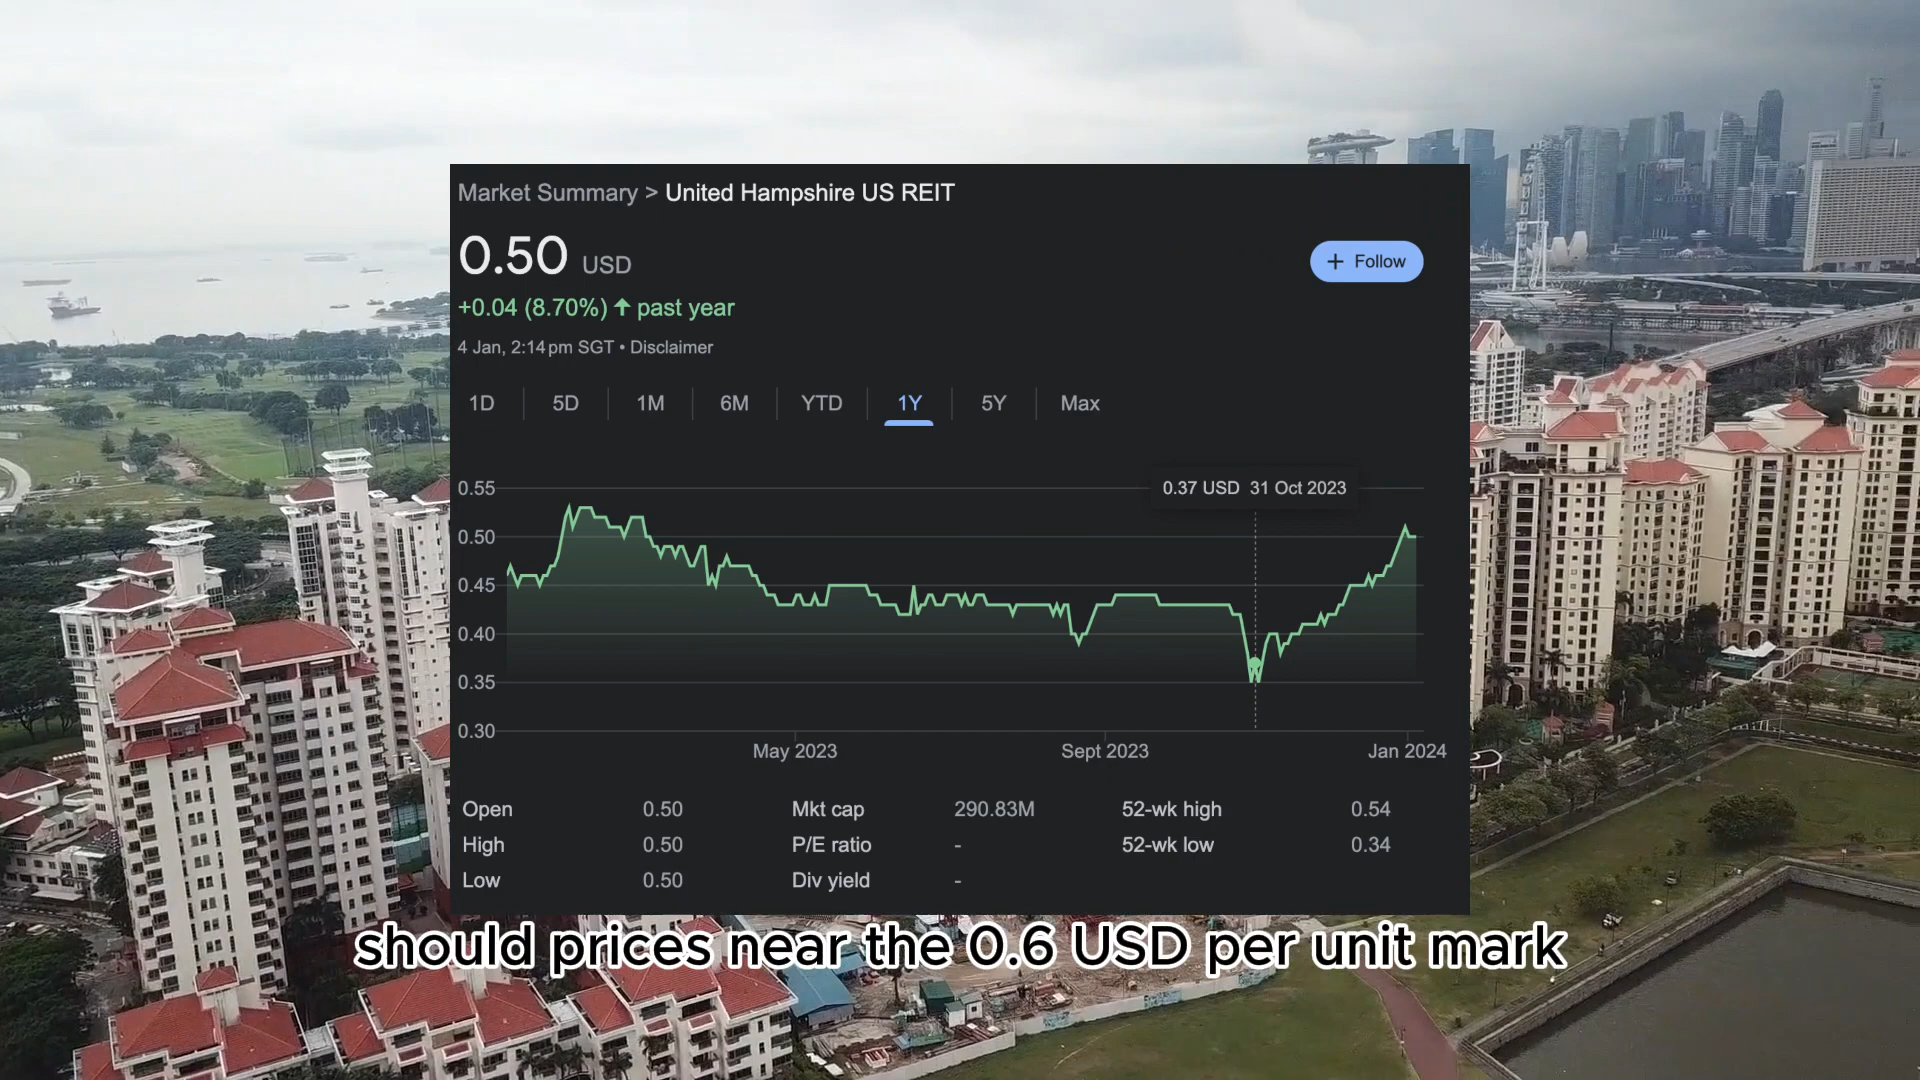 Market Summary > United Hampshire US REIT
0.50 USD
+ Follow
+0.04 (8.70%) ↑ past year
4 Jan, 2:14 pm SGT • Disclaimer
1D 5D 1M 6M YTD 1Y 5Y Max
0.37 USD 31 Oct 2023
0.55
0.50
0.45
0.40
0.35
0.30
May 2023 Sept 2023 Jan 2024
Open 0.50 Mkt cap 290.83M 52-wk high 0.54
High 0.50 P/E ratio - 52-wk low 0.34
Low 0.50 Div yield -
should prices near the 0.6 USD per unit mark